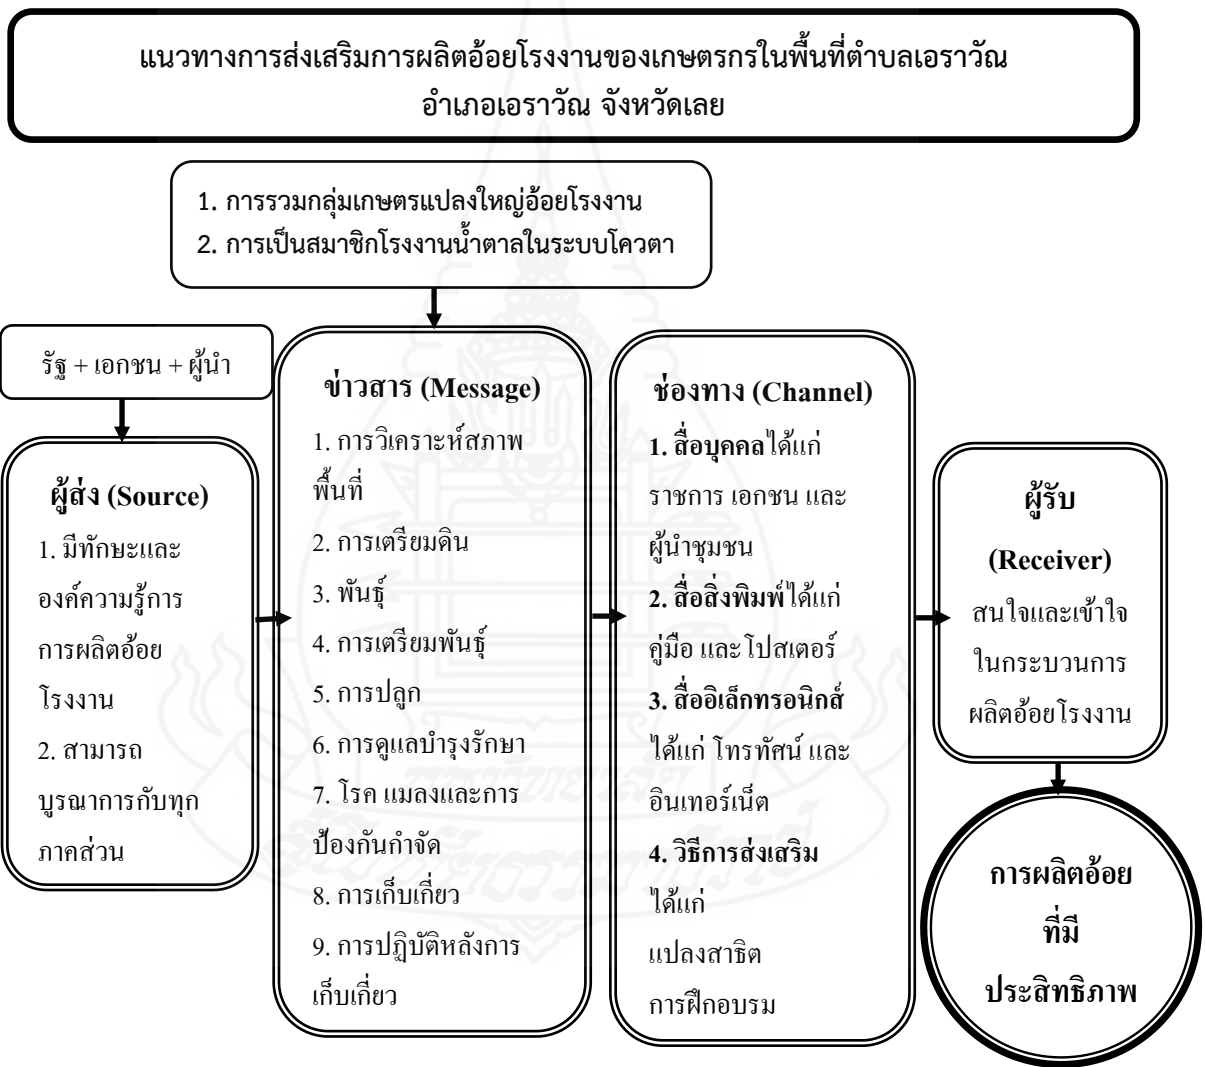 แนวทางการส่งเสริมการผลิตอ้อยโรงงานของเกษตรกรในพื้นที่ตำบลเอราวัณ
อำเภอเอราวัณ จังหวัดเลย
1. การรวมกลุ่มเกษตรแปลงใหญ่อ้อยโรงงาน
2. การเป็นสมาชิกโรงงานน้ำตาลในระบบโควตา
รัฐ + เอกชน + ผู้นำ
ผู้ส่ง (Source)
1. มีทักษะและ
องค์ความรู้การ
การผลิตอ้อย
โรงงาน
2. สามารถ
บูรณาการกับทุก
ภาคส่วน
ข่าวสาร (Message)
1. การวิเคราะห์สภาพ
พื้นที่
2. การเตรียมดิน
3. พันธุ์
4. การเตรียมพันธุ์
5. การปลูก
6. การดูแลบำรุงรักษา
7. โรค แมลงและการ
ป้องกันกำจัด
8. การเก็บเกี่ยว
9. การปฏิบัติหลังการ
เก็บเกี่ยว
ช่องทาง (Channel)
1. สื่อบุคคลได้แก่
ราชการ เอกชน และ
ผู้นำชุมชน
2. สื่อสิ่งพิมพ์ได้แก่
คู่มือ และโปสเตอร์
3. สื่ออิเล็กทรอนิกส์
ได้แก่ โทรทัศน์ และ
อินเทอร์เน็ต
4. วิธีการส่งเสริม
ได้แก่
แปลงสาธิต
การฝึกอบรม
ผู้รับ
(Receiver)
สนใจและเข้าใจ
ในกระบวนการ
ผลิตอ้อยโรงงาน
การผลิตอ้อย
ที่มี
ประสิทธิภาพ